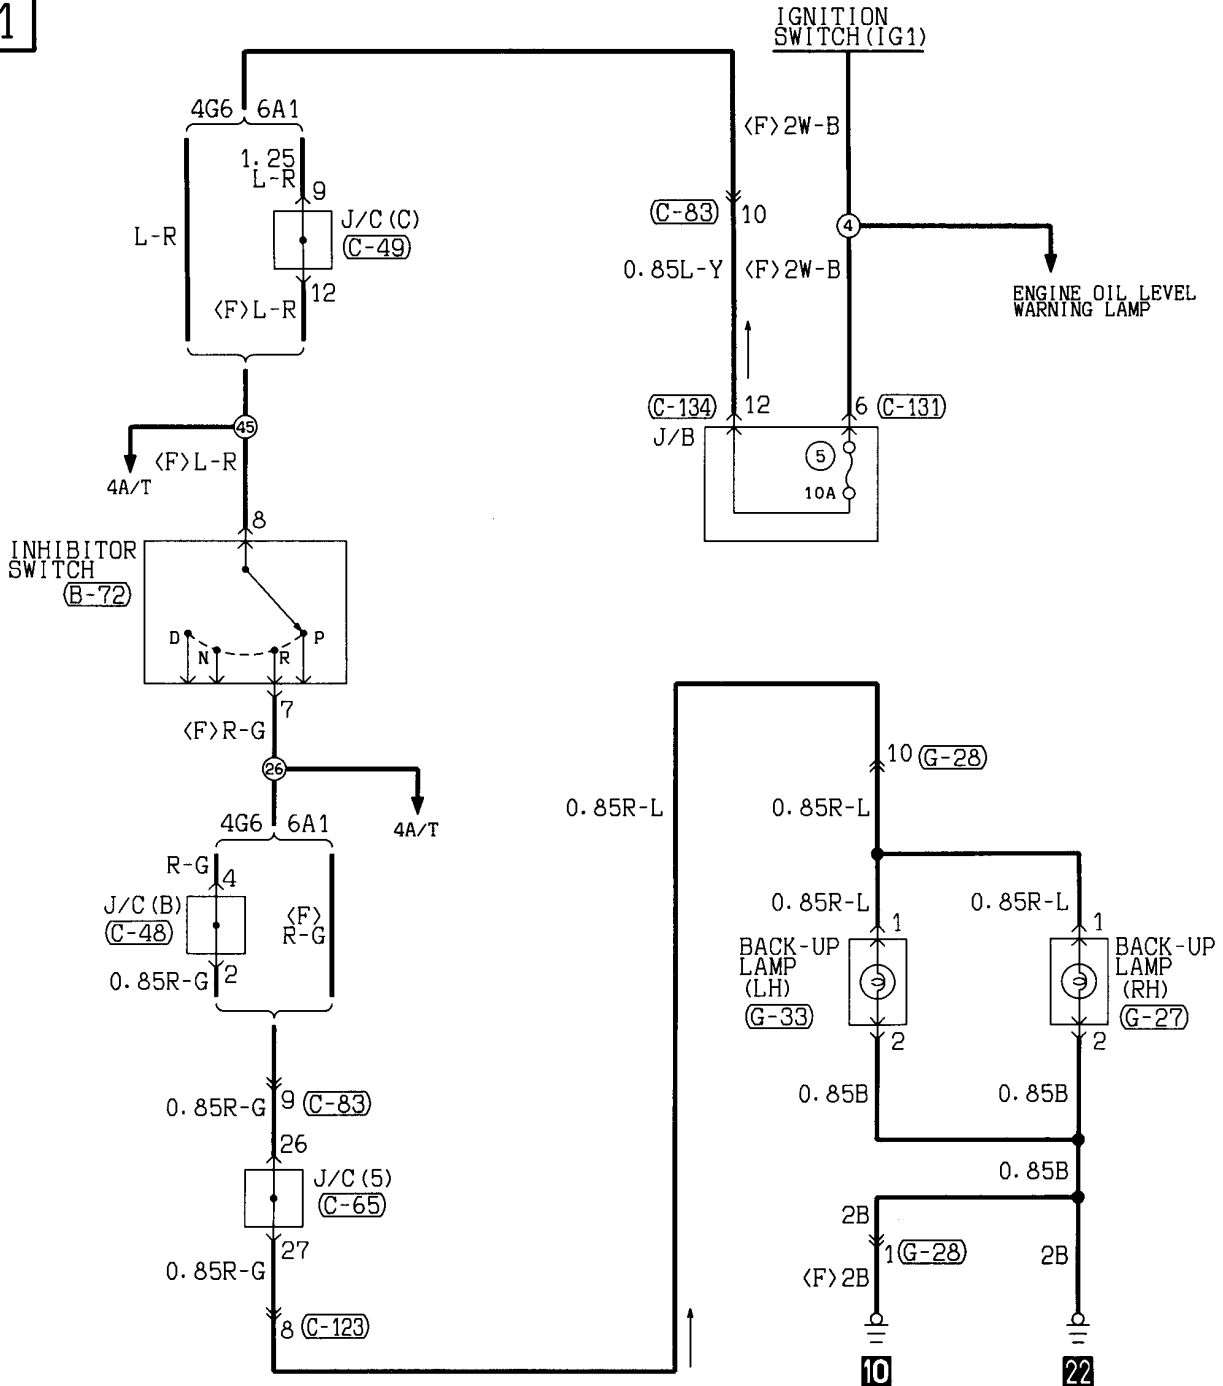 1
IGNITION
SWITCH(IG1)
4G6 6A1
<F>2W-B
1.25
L-R
9
J/C(C)
(C-49)
L-R
12
<F>L-R
(C-83) 10
4
0.85L-Y <F>2W-B
ENGINE OIL LEVEL
WARNING LAMP
(C-134) 12
6 (C-131)
J/B
5
10A
45
<F>L-R
4A/T
8
INHIBITOR
SWITCH
(B-72)
D
N
R
P
7
<F>R-G
26
4A/T
4G6 6A1
R-G
4
J/C(B)
(C-48)
<F>
R-G
2
0.85R-G
9 (C-83)
0.85R-G
26
J/C(5)
(C-65)
27
0.85R-G
8 (C-123)
10 (G-28)
0.85R-L 0.85R-L
0.85R-L 0.85R-L
1 1
BACK-UP
LAMP
(LH)
(G-33)
BACK-UP
LAMP
(RH)
(G-27)
2 2
0.85B 0.85B
0.85B
2B
1 (G-28)
2B
<F>2B
10 22